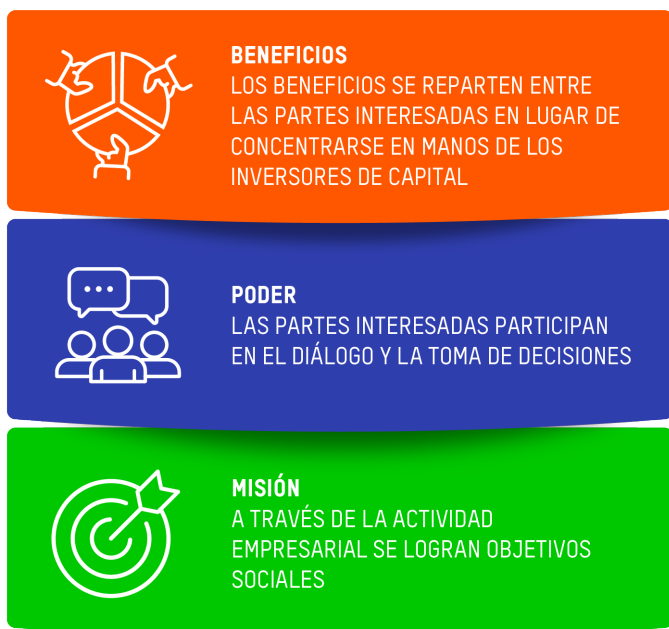 BENEFICIOS
LOS BENEFICIOS SE REPARTEN ENTRE
LAS PARTES INTERESADAS EN LUGAR DE
CONCENTRARSE EN MANOS DE LOS
INVERSORES DE CAPITAL
PODER
LAS PARTES INTERESADAS PARTICIPAN
EN EL DIÁLOGO Y LA TOMA DE DECISIONES
MISIÓN
A TRAVÉS DE LA ACTIVIDAD
EMPRESARIAL SE LOGRAN OBJETIVOS
SOCIALES